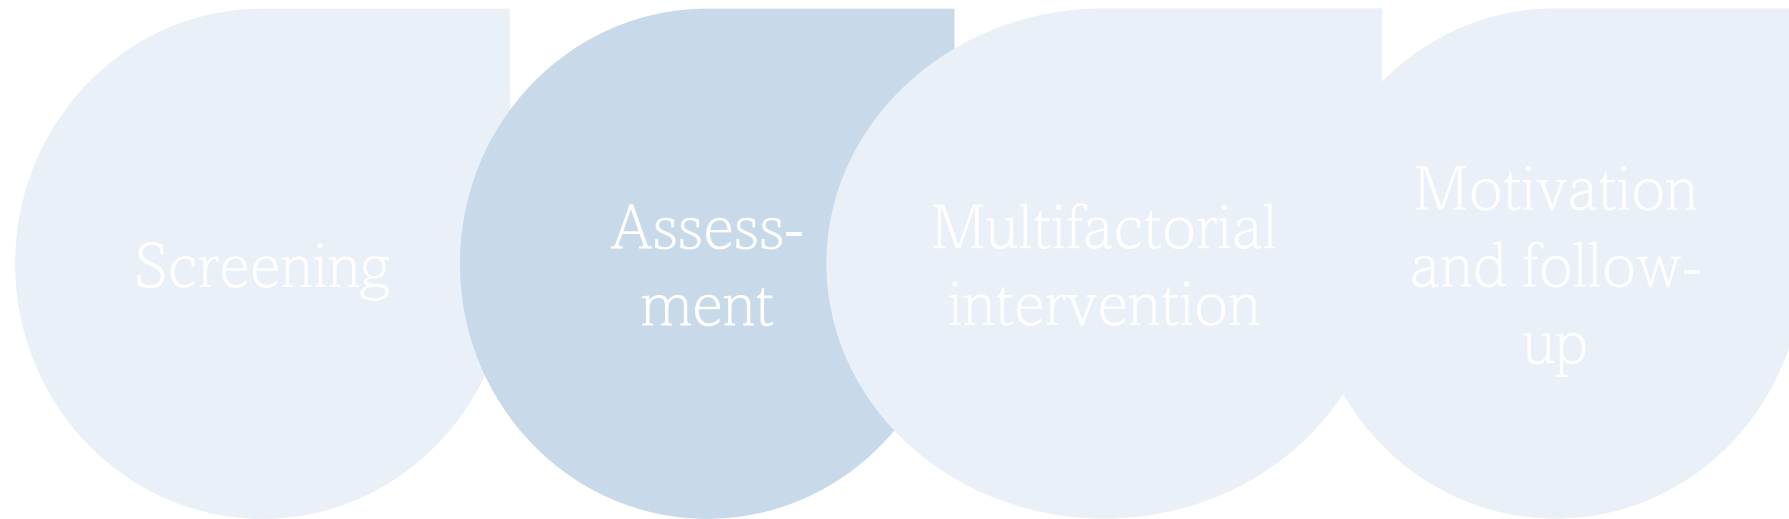 Screening
Assess-
ment
Multifactorial
intervention
Motivation
and follow-
up